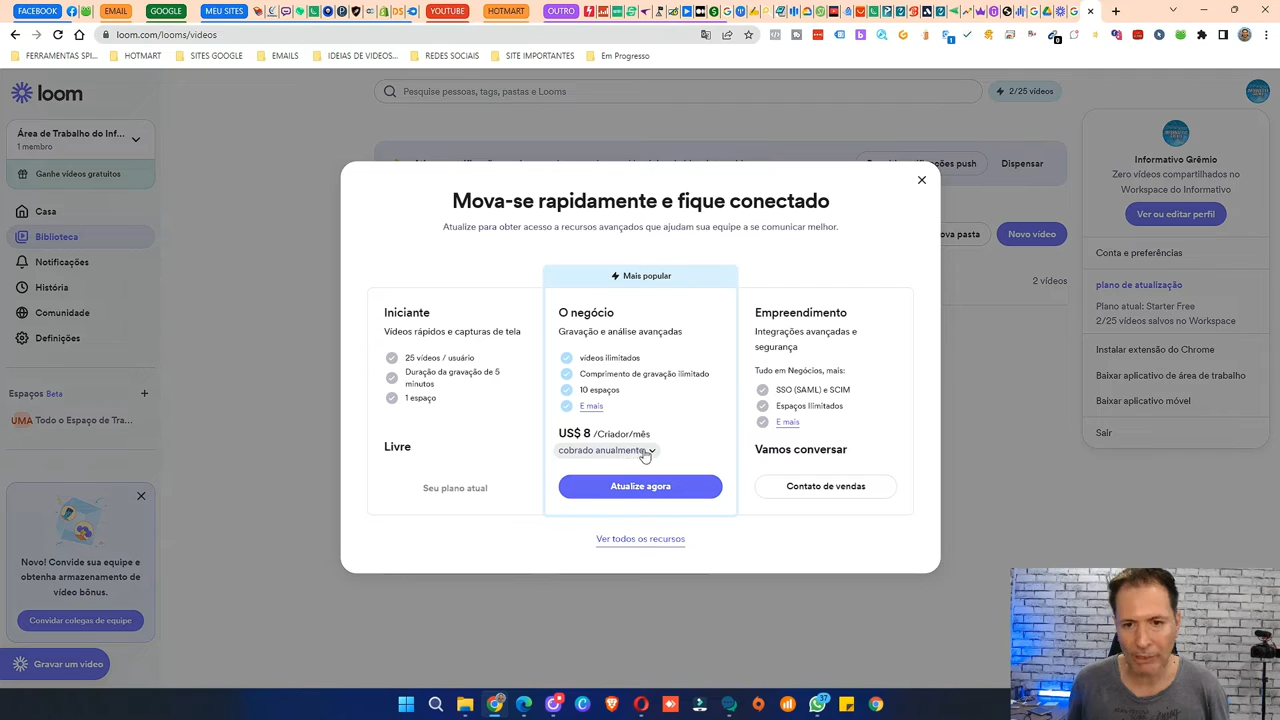 FACEBOOK
EMAIL
GOOGLE
MEU SITES
YOUTUBE
HOTMART
OUTRO
loom.com/looms/videos
FERRAMENTAS SPI...
HOTMART
SITES GOOGLE
EMAILS
IDEIAS DE VIDEOS...
REDES SOCIAIS
SITE IMPORTANTES
Em Progresso
loom
Pesquise pessoas, tags, pastas e Looms
2/25 vídeos
Área de Trabalho do Inf...
1 membro
Ganhe vídeos gratuitos
Casa
Biblioteca
Notificações
História
Comunidade
Definições
Espaços Beta
UMA Todo o Espaço de Tra...
Novo! Convide sua equipe e
obtenha armazenamento de
vídeo bônus.
Convidar colegas de equipe
Gravar um video
push
Dispensar
ova pasta
Novo vídeo
2 vídeos
Mova-se rapidamente e fique conectado
Atualize para obter acesso a recursos avançados que ajudam sua equipe a se comunicar melhor.
Mais popular
Iniciante
Vídeos rápidos e capturas de tela
25 vídeos / usuário
Duração da gravação de 5
minutos
1 espaço
Livre
Seu plano atual
O negócio
Gravação e análise avançadas
vídeos ilimitados
Comprimento de gravação ilimitado
10 espaços
E mais
US$ 8 /Criador/mês
cobrado anualmente
Atualize agora
Empreendimento
Integrações avançadas e
segurança
Tudo em Negócios, mais:
SSO (SAML) e SCIM
Espaços Ilimitados
E mais
Vamos conversar
Contato de vendas
Ver todos os recursos
Informativo Grêmio
Zero vídeos compartilhados no
Workspace do Informativo
Ver ou editar perfil
Conta e preferências
plano de atualização
Plano atual: Starter Free
2/25 vídeos salvos no Workspace
Instalar extensão do Chrome
Baixar aplicativo de área de trabalho
Baixar aplicativo móvel
Sair
37